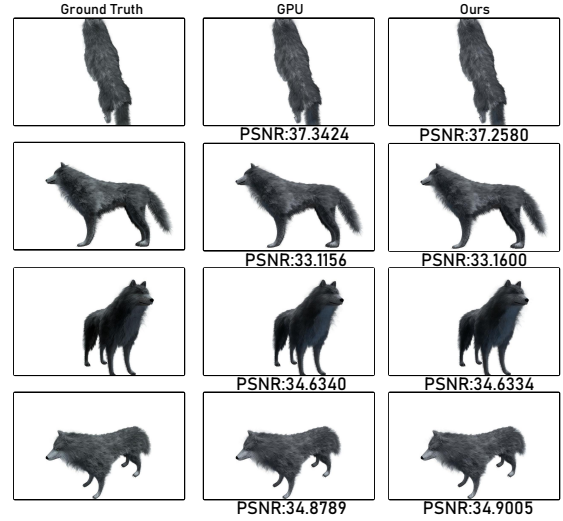 Ground Truth GPU Ours
PSNR:37.3424 PSNR:37.2580
PSNR:33.1156 PSNR:33.1600
PSNR:34.6340 PSNR:34.6334
PSNR:34.8789 PSNR:34.9005